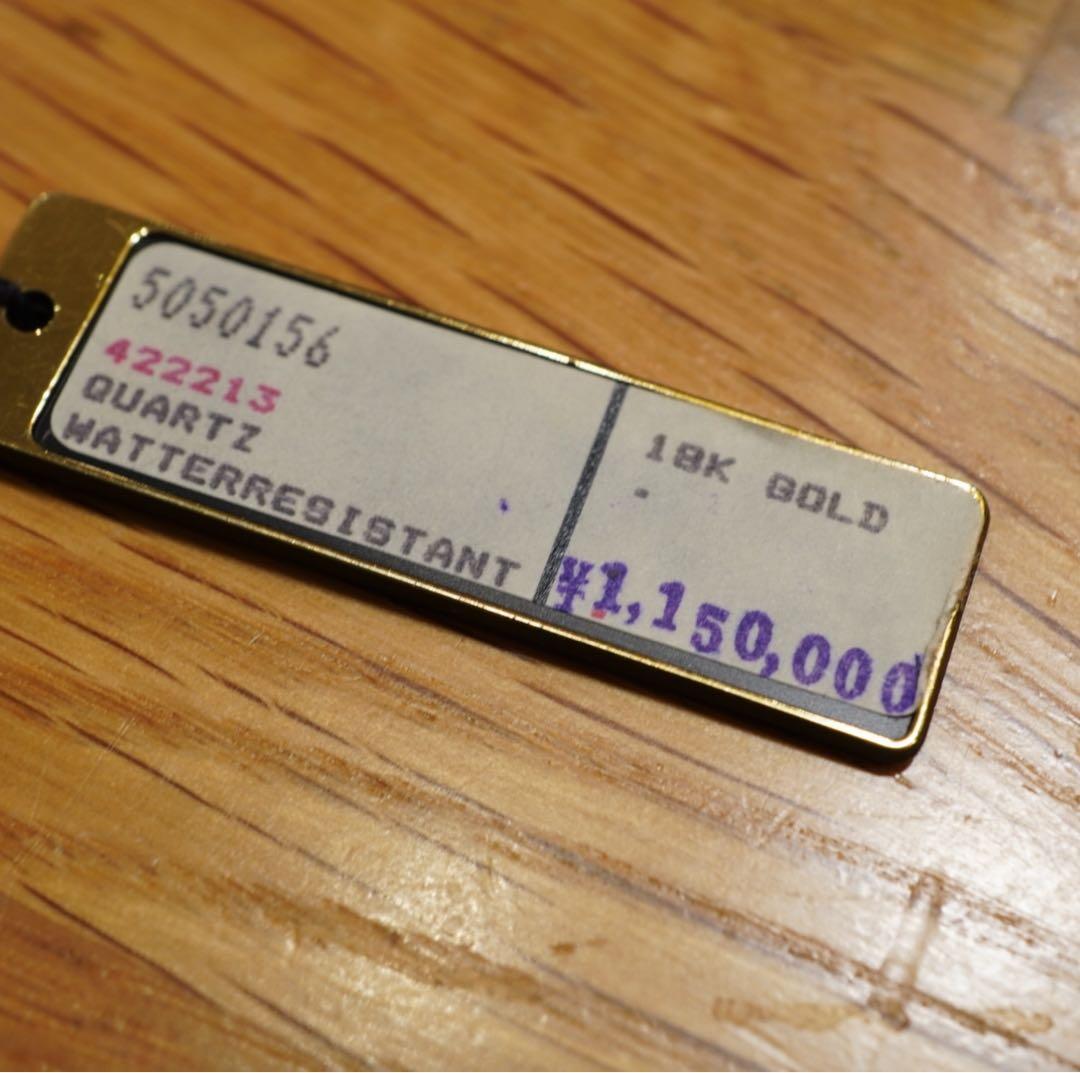 5050156
422213
QUARTZ
WATTERRESISTANT
18K GOLD
¥1,150,000